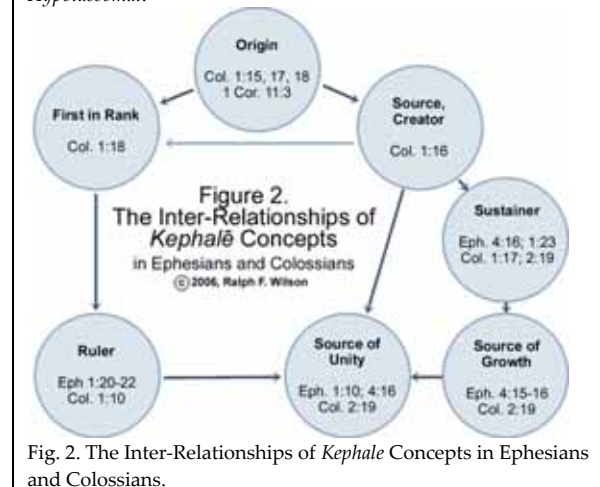 Origin
Col. 1:15, 17, 18
1 Cor. 11:3
First in Rank
Col. 1:18
Source,
Creator
Col. 1:16
Figure 2.
The Inter-Relationships of
Kephalē Concepts
in Ephesians and Colossians
© 2006, Ralph F. Wilson
Sustainer
Eph. 4:16; 1:23
Col. 1:17; 2:19
Ruler
Eph 1:20-22
Col. 1:10
Source of
Unity
Eph. 1:10; 4:16
Col. 2:19
Source of
Growth
Eph. 4:15-16
Col. 2:19
Fig. 2. The Inter-Relationships of Kephale Concepts in Ephesians
and Colossians.